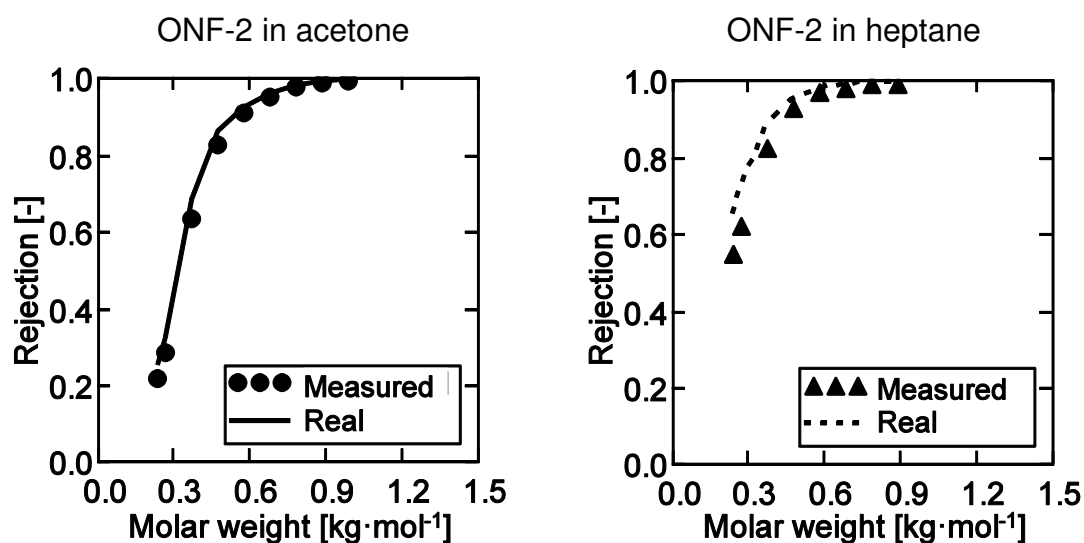 ONF-2 in acetone
1.0
0.8
0.6
0.4
0.2
0.0
Rejection [-]
Measured
Real
0.0 0.3 0.6 0.9 1.2 1.5
Molar weight [kg·mol⁻¹]
ONF-2 in heptane
1.0
0.8
0.6
0.4
0.2
0.0
Rejection [-]
Measured
Real
0.0 0.3 0.6 0.9 1.2 1.5
Molar weight [kg·mol⁻¹]